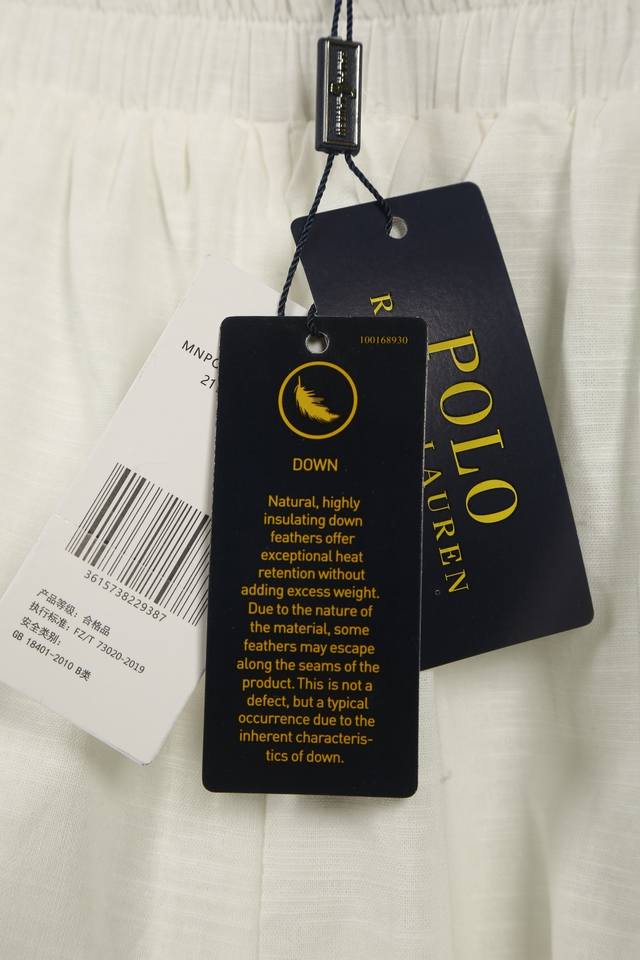 100168930
DOWN
Natural, highly
insulating down
feathers offer
exceptional heat
retention without
adding excess weight.
Due to the nature of
the material, some
feathers may escape
along the seams of the
product. This is not a
defect, but a typical
occurrence due to the
inherent characteris-
tics of down.
POLO
R LAUREN
MNPO
21
3615738229387
产品等级：合格品
执行标准：FZ/T 73020-2019
安全类别：
GB 18401-2010 B类